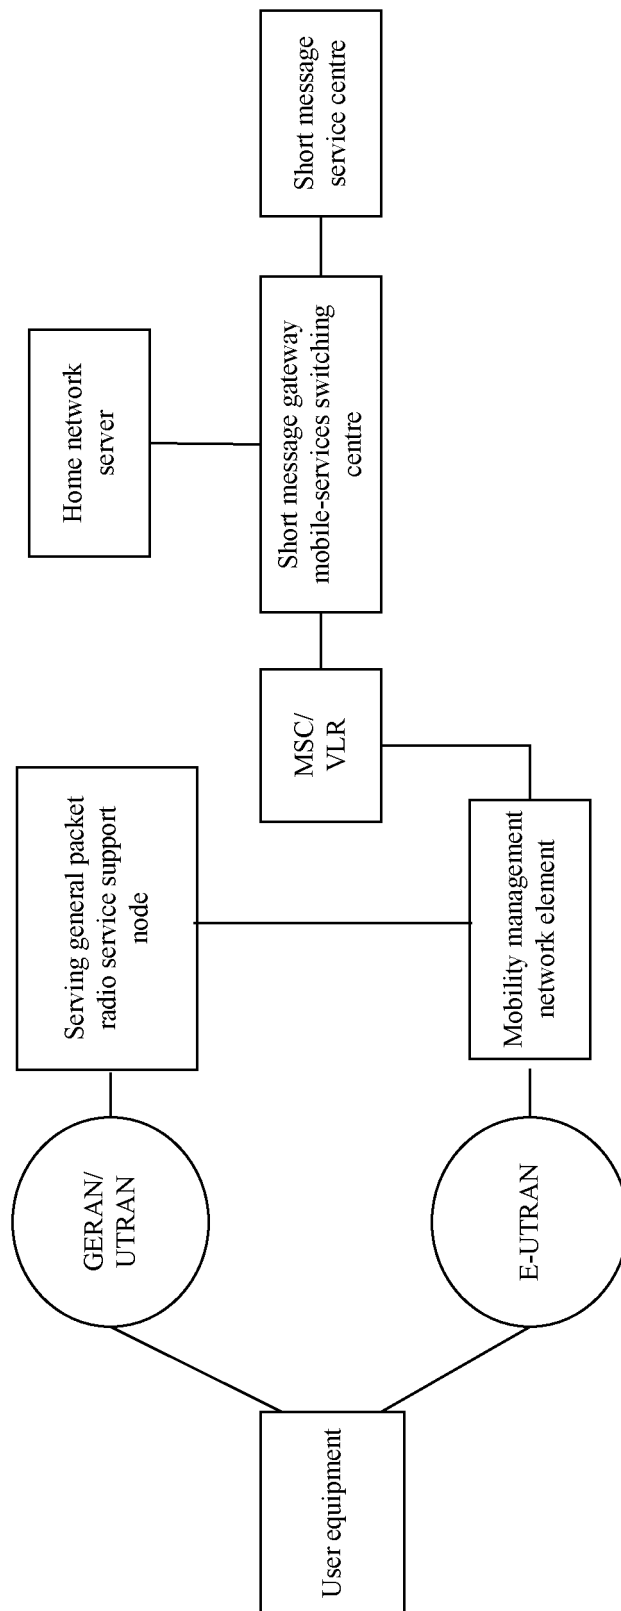 User equipment
GERAN/
UTRAN
E-UTRAN
Serving general packet
radio service support
node
Mobility management
network element
MSC/
VLR
Home network
server
Short message gateway
mobile-services switching
centre
Short message
service centre